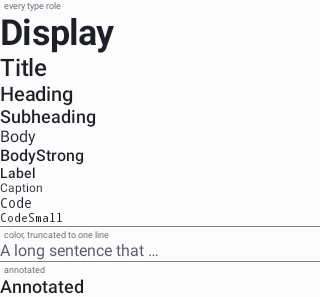 every type role
Display
Title
Heading
Subheading
Body
BodyStrong
Label
Caption
Code
CodeSmall
color, truncated to one line
A long sentence that …
annotated
Annotated